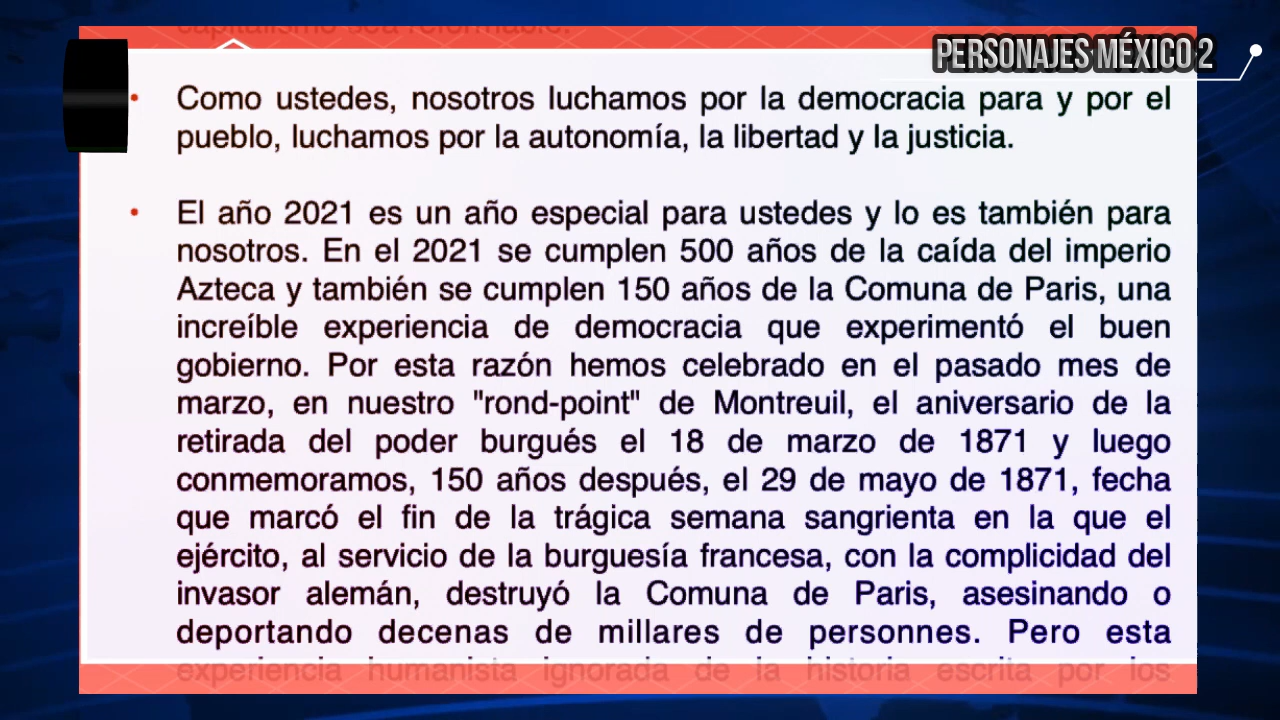 capitalismo sea reformable.
PERSONAJES MÉXICO 2
• Como ustedes, nosotros luchamos por la democracia para y por el
pueblo, luchamos por la autonomía, la libertad y la justicia.
• El año 2021 es un año especial para ustedes y lo es también para
nosotros. En el 2021 se cumplen 500 años de la caída del imperio
Azteca y también se cumplen 150 años de la Comuna de Paris, una
increíble experiencia de democracia que experimentó el buen
gobierno. Por esta razón hemos celebrado en el pasado mes de
marzo, en nuestro "rond-point" de Montreuil, el aniversario de la
retirada del poder burgués el 18 de marzo de 1871 y luego
conmemoramos, 150 años después, el 29 de mayo de 1871, fecha
que marcó el fin de la trágica semana sangrienta en la que el
ejército, al servicio de la burguesía francesa, con la complicidad del
invasor alemán, destruyó la Comuna de Paris, asesinando o
deportando decenas de millares de personnes. Pero esta
experiencia humanista ignorada de la historia escrita por los